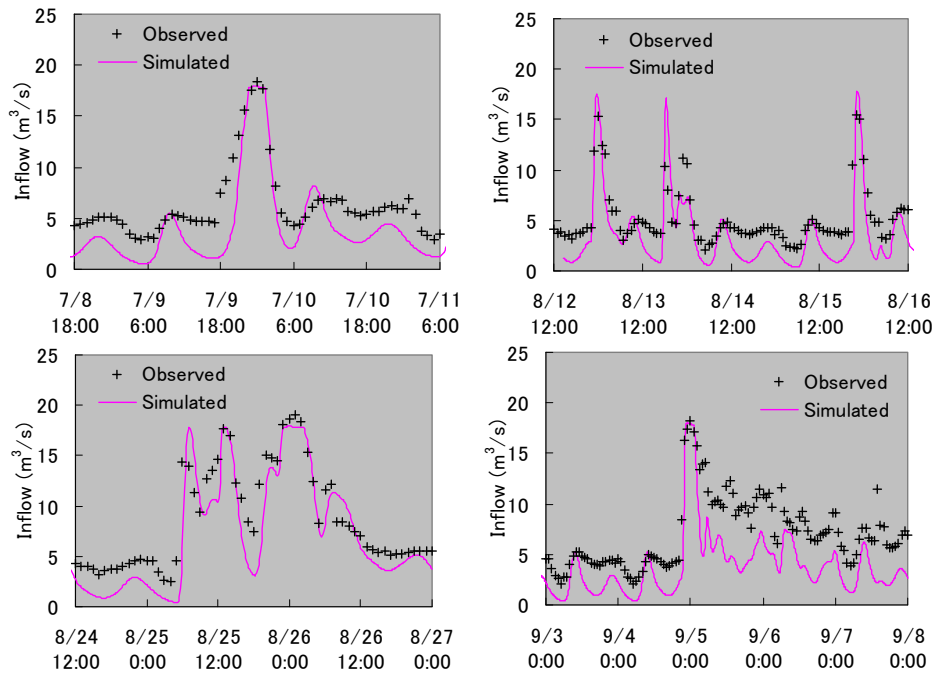 25
20
15
10
5
0
Inflow (m³/s)
Observed
Simulated
7/8 7/9 7/9 7/10 7/10 7/11
18:00 6:00 18:00 6:00 18:00 6:00
25
20
15
10
5
0
Inflow (m³/s)
Observed
Simulated
8/12 8/13 8/14 8/15 8/16
12:00 12:00 12:00 12:00 12:00
25
20
15
10
5
0
Inflow (m³/s)
Observed
Simulated
8/24 8/25 8/25 8/26 8/26 8/27
12:00 0:00 12:00 0:00 12:00 0:00
25
20
15
10
5
0
Inflow (m³/s)
Observed
Simulated
9/3 9/4 9/5 9/6 9/7 9/8
0:00 0:00 0:00 0:00 0:00 0:00